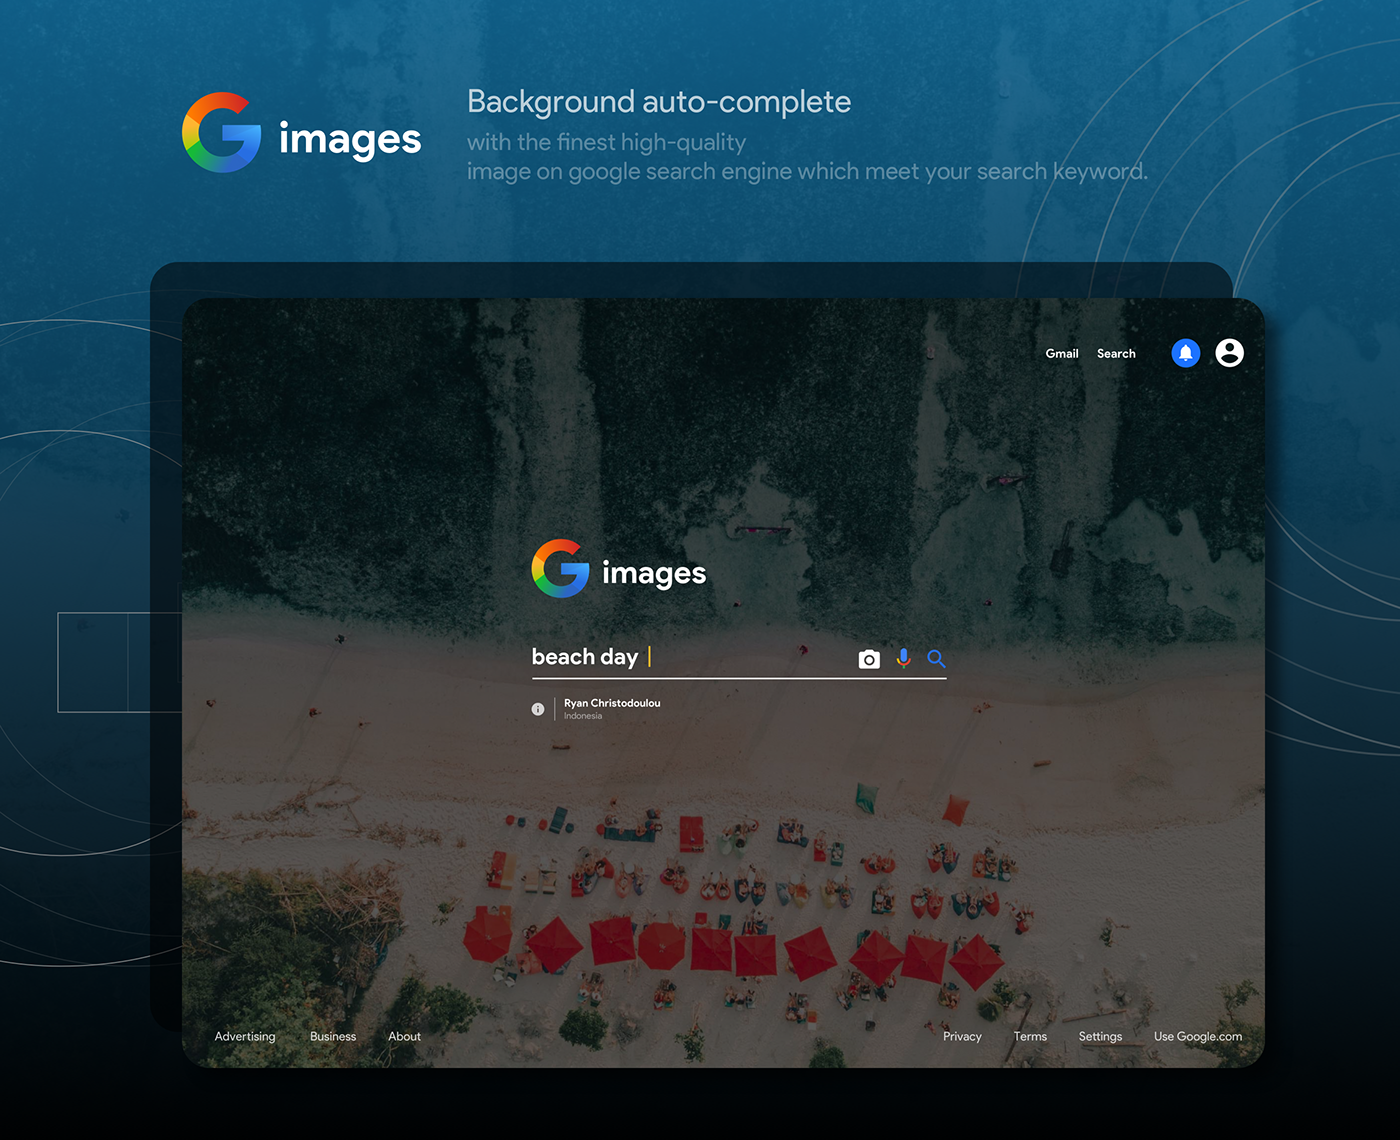 G images
Background auto-complete
with the finest high-quality
image on google search engine which meet your search keyword.
Gmail Search
G images
beach day
Ryan Christodoulou
Indonesia
Advertising Business About Privacy Terms Settings Use Google.com